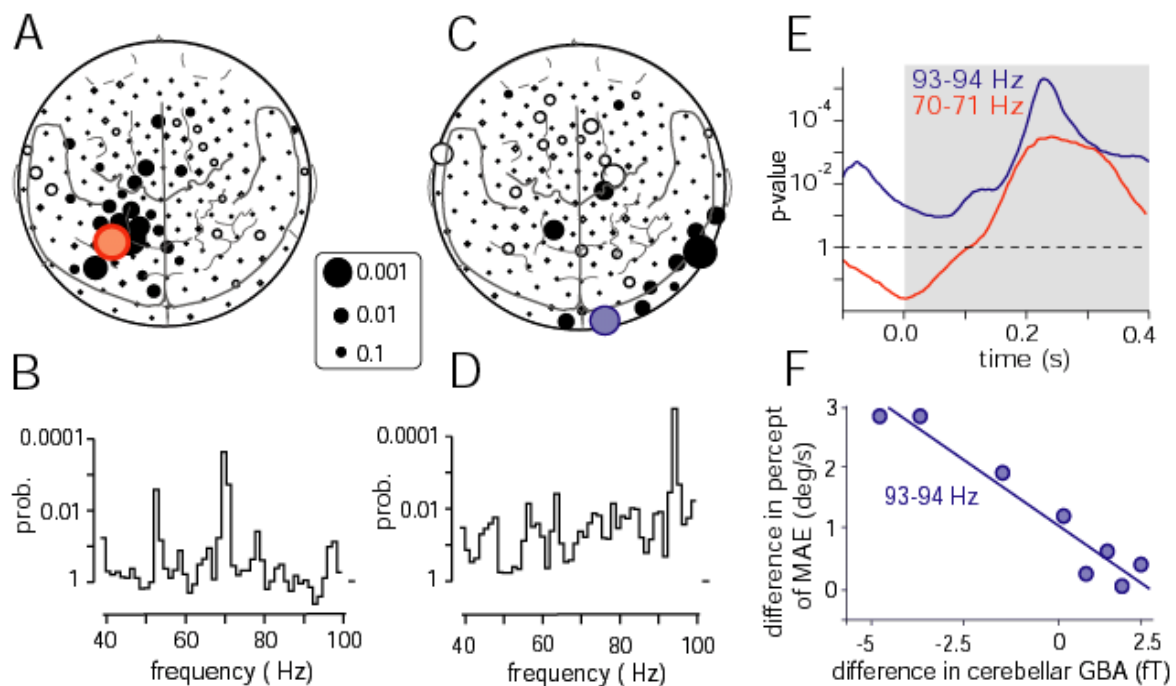 A
C
E
93-94 Hz
70-71 Hz
10-4
10-2
1
p-value
0.0
0.2
0.4
time (s)
0.001
0.01
0.1
B
0.0001
0.01
1
prob.
40
60
80
100
frequency ( Hz)
D
0.0001
0.01
1
prob.
40
60
80
100
frequency ( Hz)
F
3
2
1
0
difference in percept
of MAE (deg/s)
93-94 Hz
-5
-2.5
0
2.5
difference in cerebellar GBA (fT)